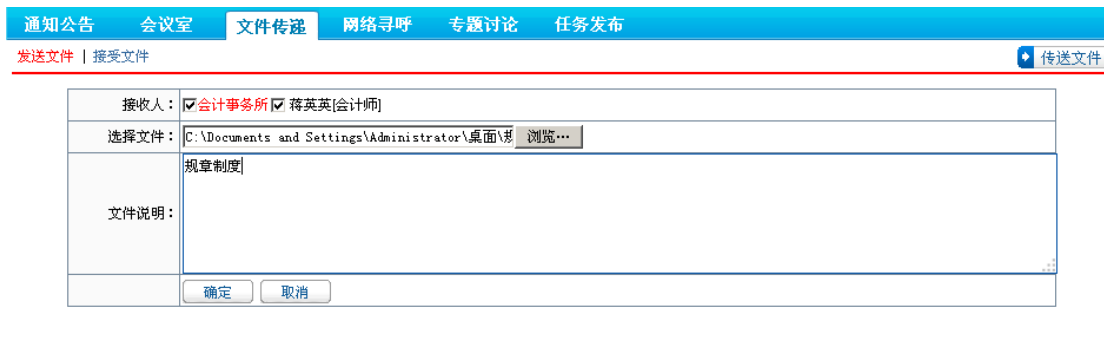 通知公告 会议室 文件传递 网络寻呼 专题讨论 任务发布
发送文件 | 接受文件 传送文件
接收人： 会计事务所 蒋英英[会计师]
选择文件： C:\Documents and Settings\Administrator\桌面\规 浏览…
规章制度
文件说明：
确定 取消